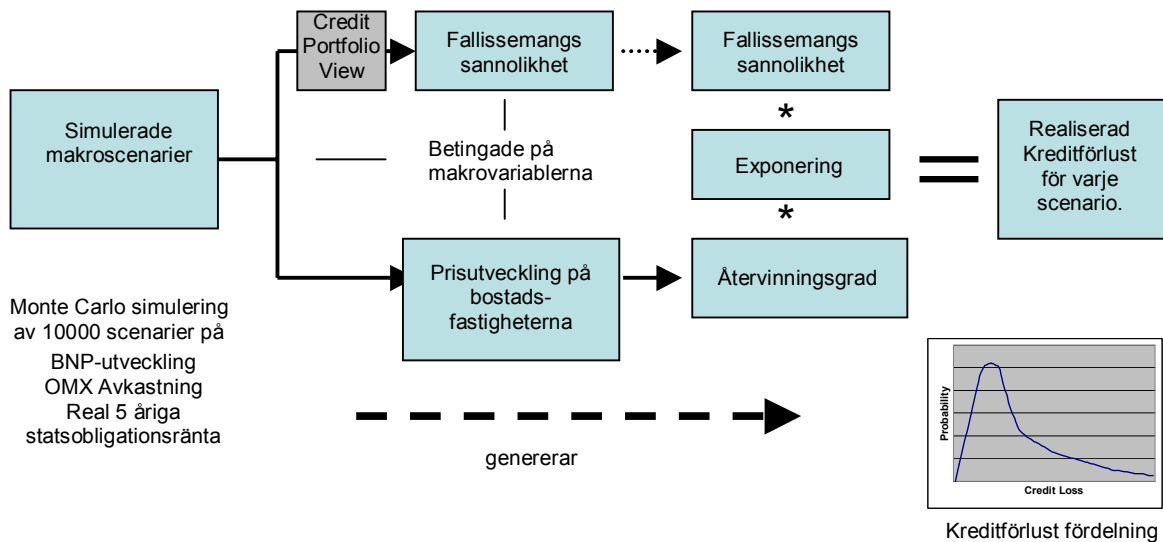 Credit
Portfolio
View
Fallissemangs
sannolikhet
Fallissemangs
sannolikhet
Simulerade
makroscenarier
*
Betingade på
makrovariablerna
Exponering
Realiserad
Kreditförlust
för varje
scenario.
*
Prisutveckling på
bostads-
fastigheterna
Återvinningsgrad
Monte Carlo simulering
av 10000 scenarier på
BNP-utveckling
OMX Avkastning
Real 5 åriga
statsobligationsränta
genererar
Probability
Credit Loss
Kreditförlust fördelning